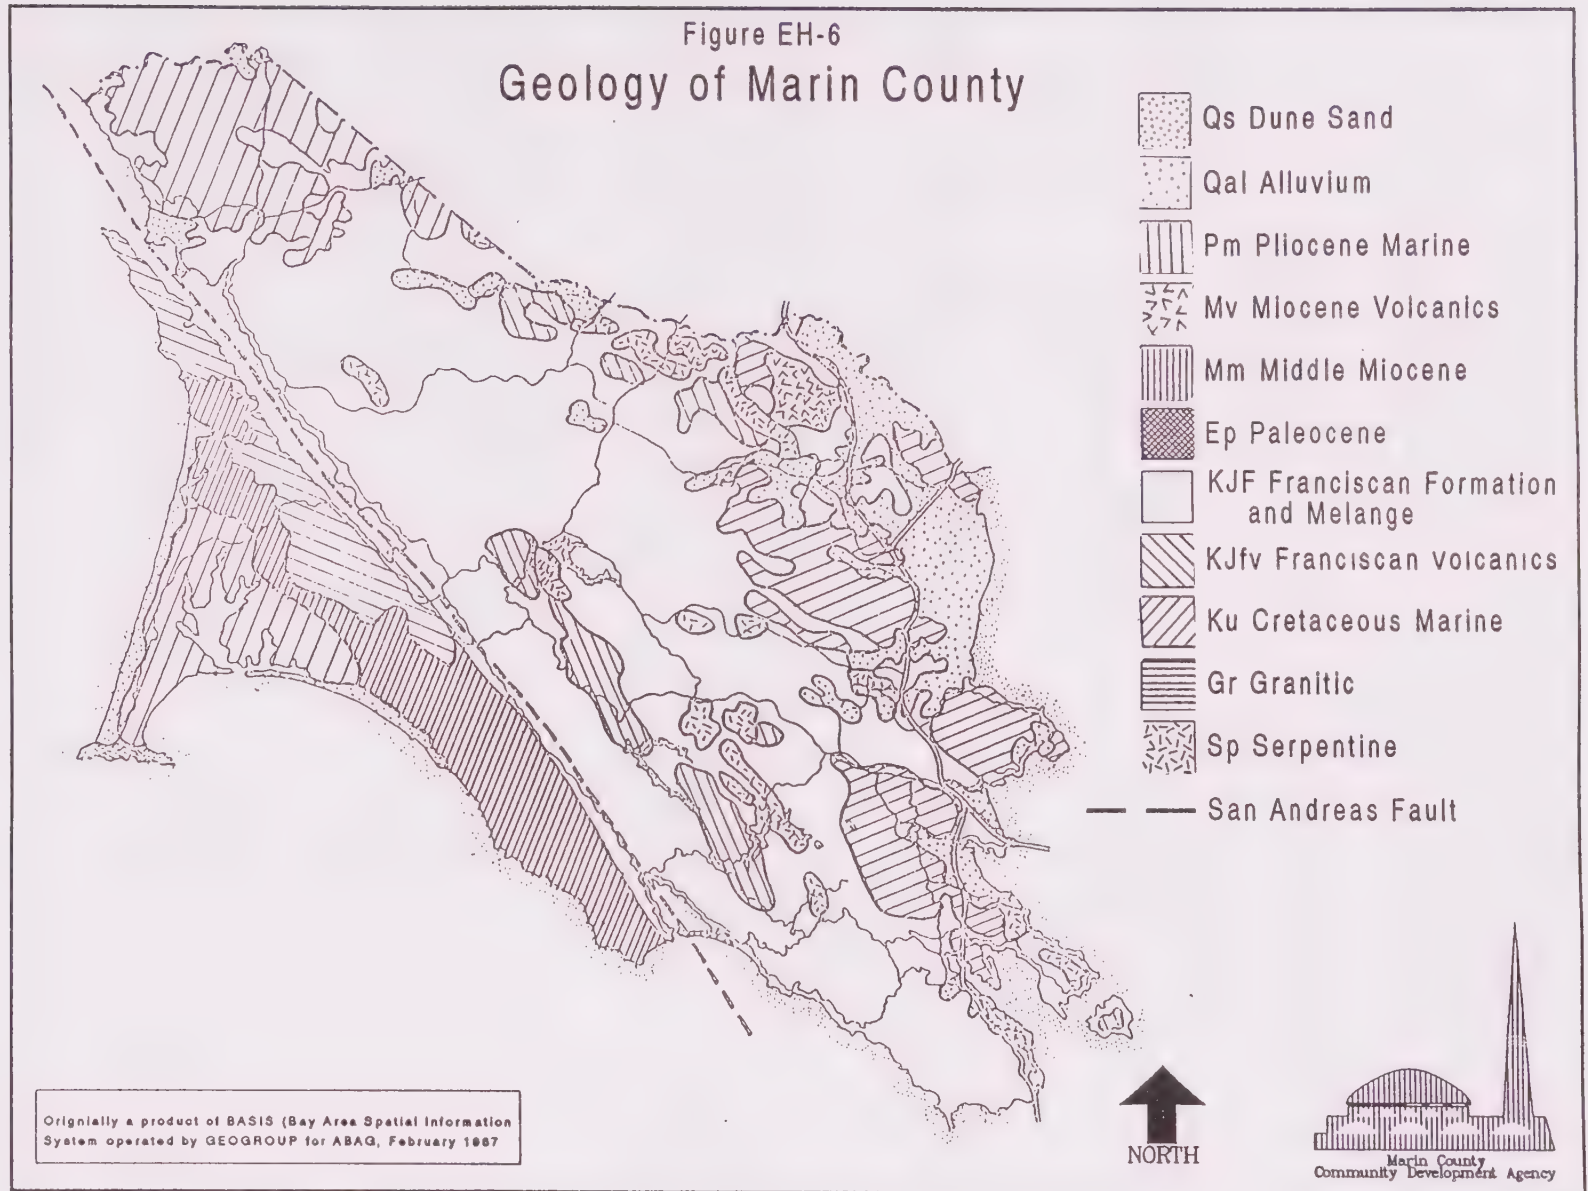 Figure EH-6
Geology of Marin County
Qs Dune Sand
Qal Alluvium
Pm Pliocene Marine
Mv Miocene Volcanics
Mm Middle Miocene
Ep Paleocene
KJF Franciscan Formation
and Melange
KJfv Franciscan Volcanics
Ku Cretaceous Marine
Gr Granitic
Sp Serpentine
San Andreas Fault
Orignially a product of BASIS (Bay Area Spatial Information
System operated by GEOGROUP for ABAG, February 1987
NORTH
Marin County
Community Development Agency